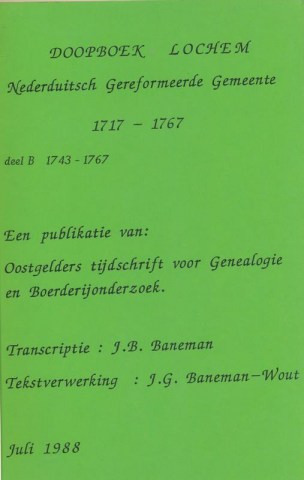 DOOPBOEK LOCHEM
Nederduitsch Gereformeerde Gemeente
1717 – 1767
deel B 1743 - 1767
Een publikatie van:
Oostgelders tijdschrift voor Genealogie
en Boerderijonderzoek.
Transcriptie : J.B. Baneman
Tekstverwerking : J.G. Baneman–Wout
Juli 1988